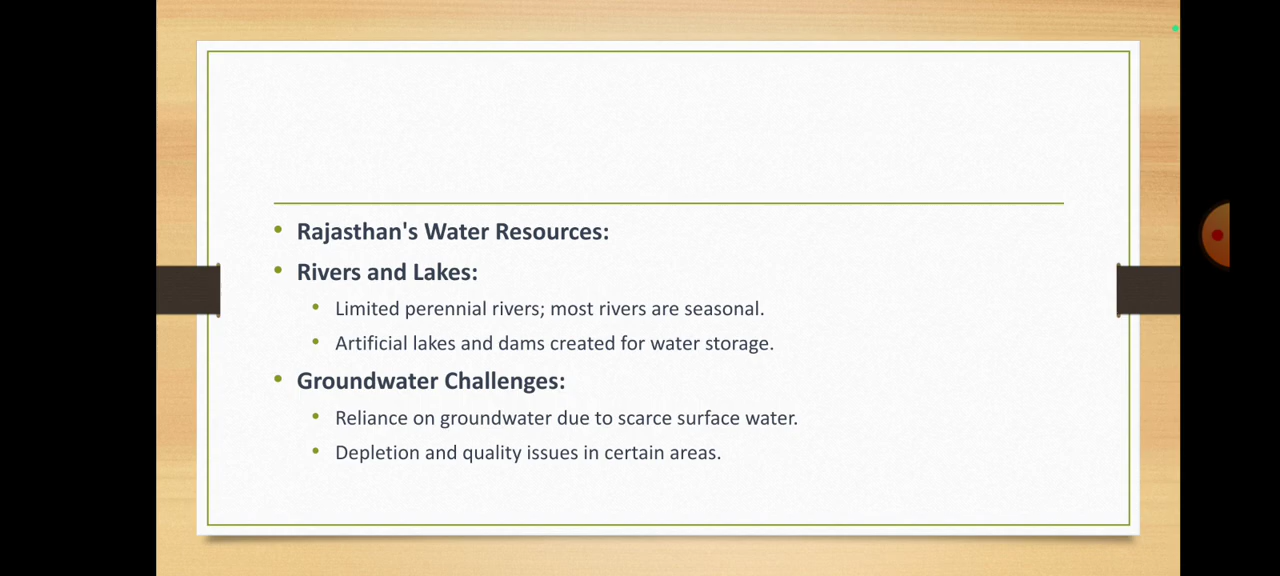 Rajasthan's Water Resources:
Rivers and Lakes:
Limited perennial rivers; most rivers are seasonal.
Artificial lakes and dams created for water storage.
Groundwater Challenges:
Reliance on groundwater due to scarce surface water.
Depletion and quality issues in certain areas.